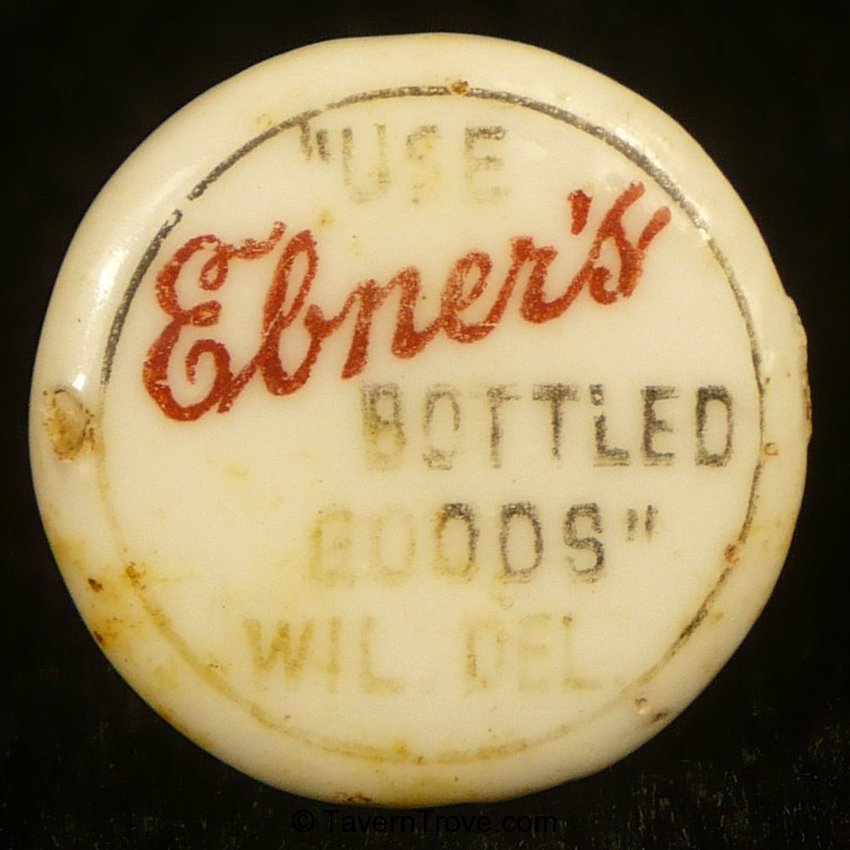 "USE
Ebner's
BOTTLED
GOODS"
WIL DEL.
© TavernTrove.com